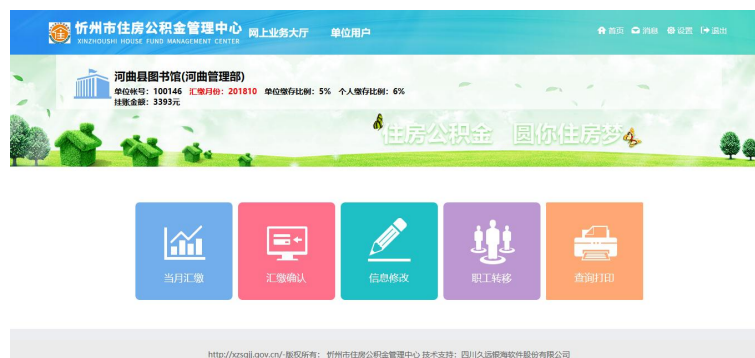 忻州市住房公积金管理中心 网上业务大厅 单位用户 首页 消息 设置 退出
XINZHOUSHI HOUSE FUND MANAGEMENT CENTER
河曲县图书馆(河曲管理部)
单位帐号：100146 汇缴月份：201810 单位缴存比例：5% 个人缴存比例：6%
挂账金额：3393元
住房公积金 圆你住房梦
当月汇缴 汇缴确认 信息修改 职工转移 查询打印
http://xzsgjj.gov.cn/-版权所有： 忻州市住房公积金管理中心 技术支持：四川久远银海软件股份有限公司